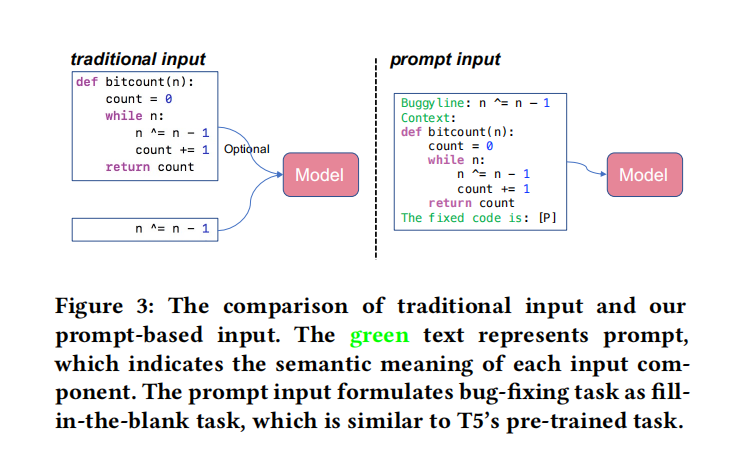 traditional input
def bitcount(n):
    count = 0
    while n:
        n ^= n - 1
        count += 1
    return count
Optional
Model
n ^= n - 1
prompt input
Buggyline: n ^= n - 1
Context:
def bitcount(n):
    count = 0
    while n:
        n ^= n - 1
        count += 1
    return count
The fixed code is: [P]
Model
Figure 3: The comparison of traditional input and our
prompt-based input. The green text represents prompt,
which indicates the semantic meaning of each input com-
ponent. The prompt input formulates bug-fixing task as fill-
in-the-blank task, which is similar to T5's pre-trained task.